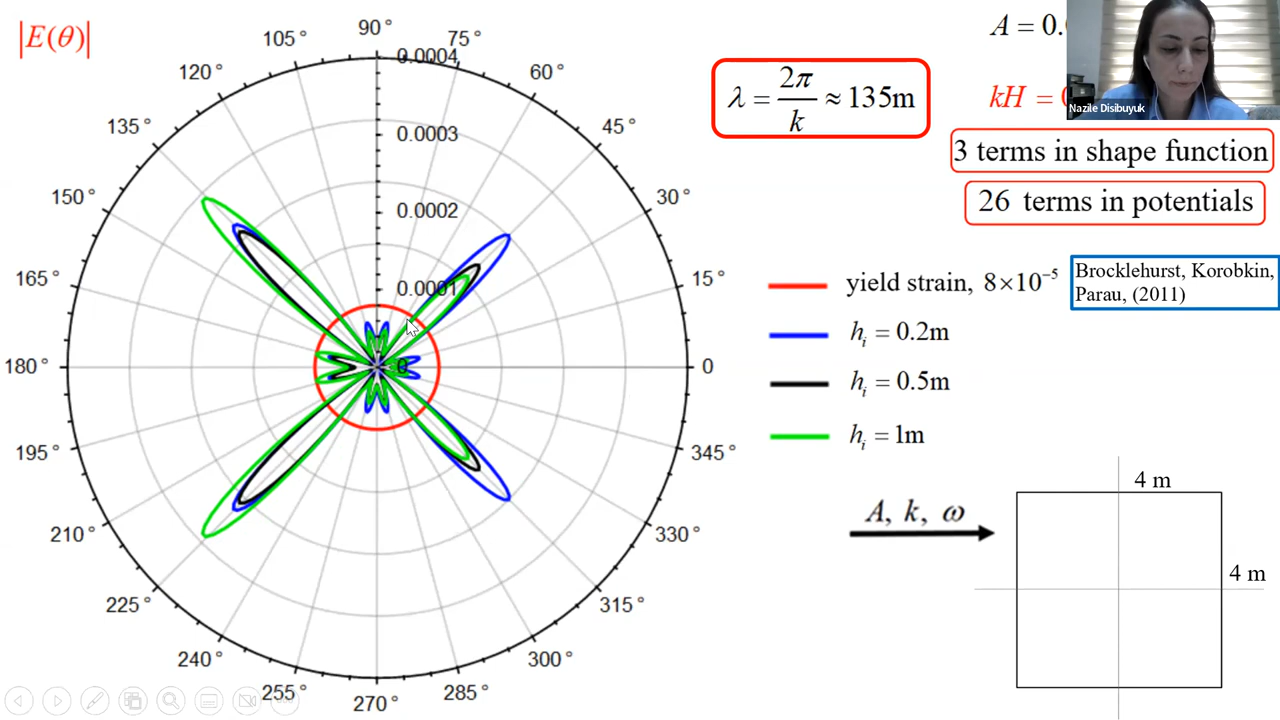 |E(θ)|
90°
105°
75°
120°
60°
135°
45°
150°
30°
165°
15°
180°
0
195°
345°
210°
330°
225°
315°
240°
300°
255°
285°
270°
0.0004
0.0003
0.0002
0.0001
0
λ = 2π/k ≈ 135m
A = 0.
kH =
Nazile Disibuyuk
3 terms in shape function
26 terms in potentials
yield strain, 8×10⁻⁵
Brocklehurst, Korobkin,
Parau, (2011)
hᵢ = 0.2m
hᵢ = 0.5m
hᵢ = 1m
A, k, ω
4 m
4 m